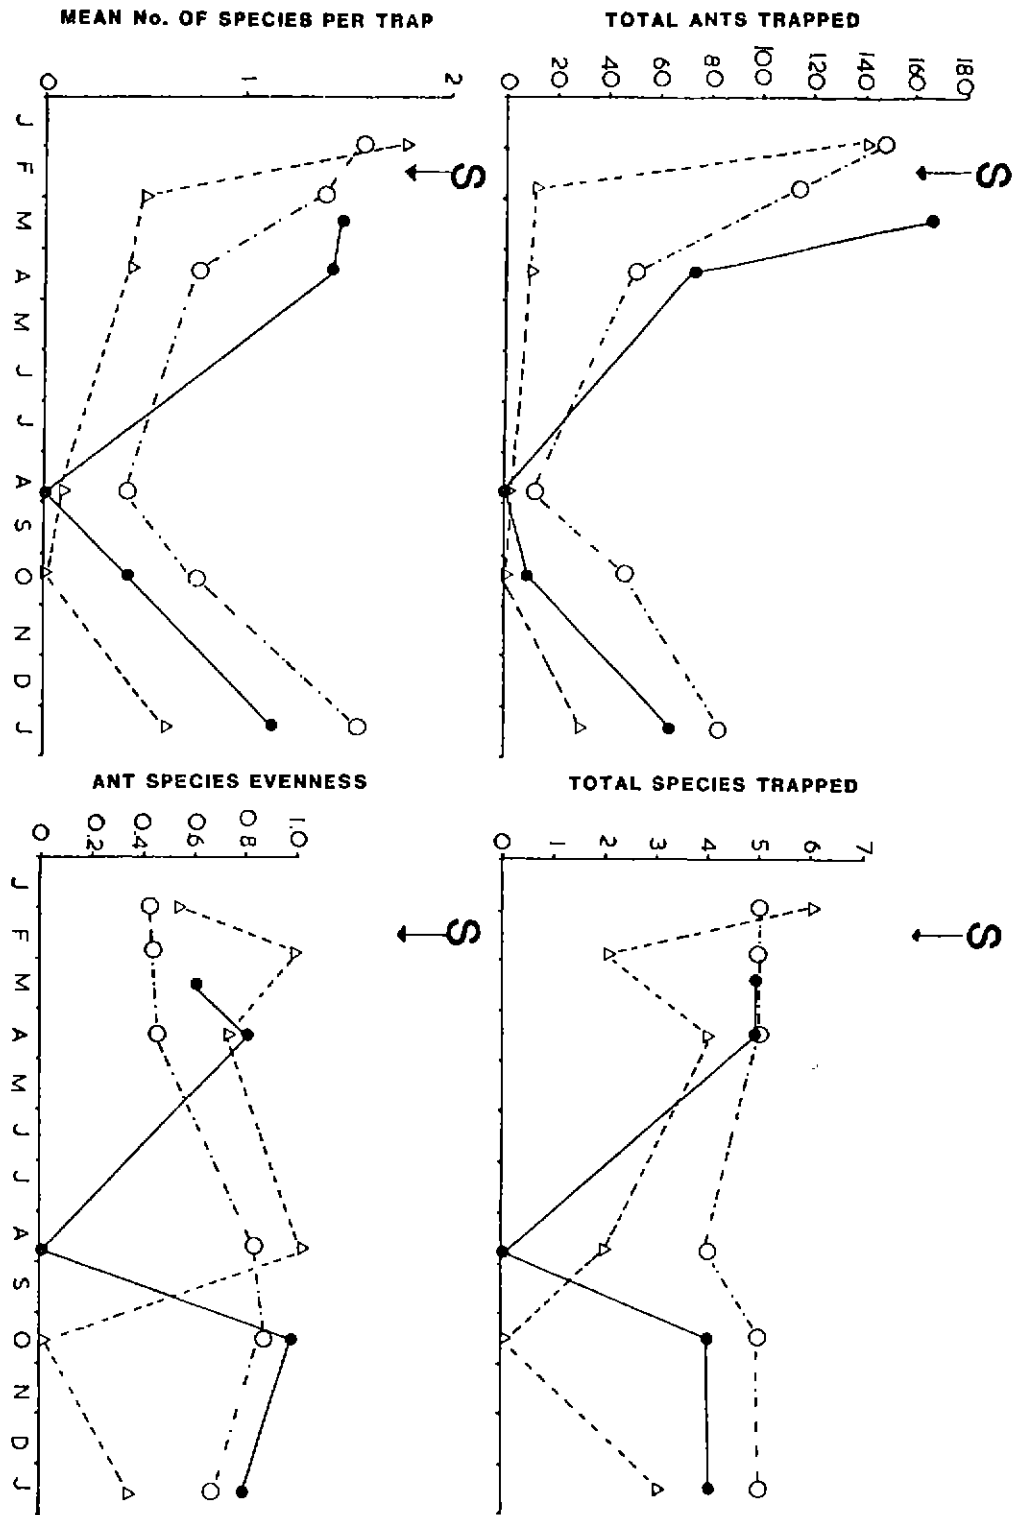 TOTAL ANTS TRAPPED
180
160
140
120
100
80
60
40
20
0
S
TOTAL SPECIES TRAPPED
7
6
5
4
3
2
1
0
S
MEAN No. OF SPECIES PER TRAP
2
1
0
S
J F M A M J J A S O N D J
ANT SPECIES EVENNESS
1.0
0.8
0.6
0.4
0.2
0
S
J F M A M J J A S O N D J